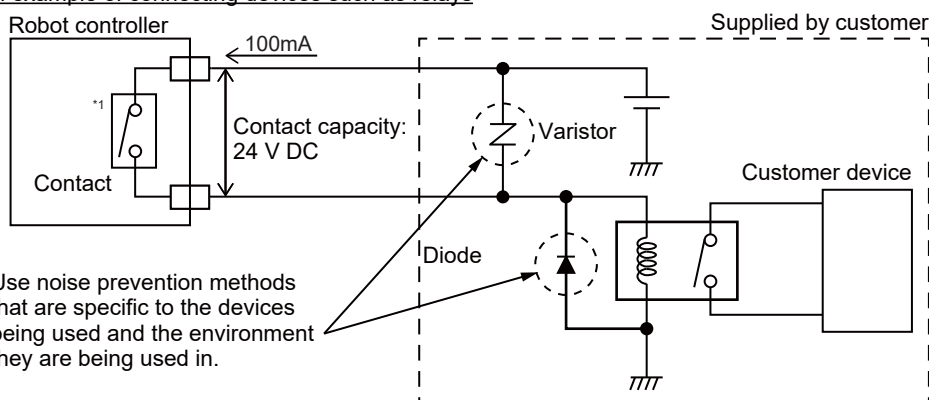 example of connecting devices such as relays
Robot controller
Supplied by customer
100mA
*1
Contact capacity:
24 V DC
Varistor
Contact
Customer device
Diode
Use noise prevention methods
that are specific to the devices
being used and the environment
they are being used in.